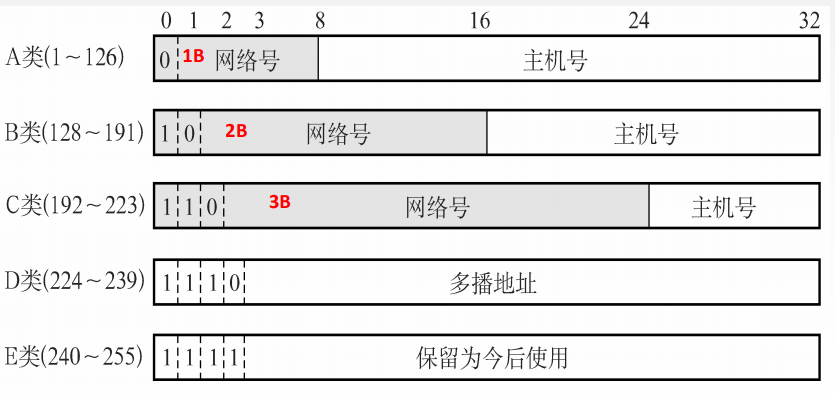 0 1 2 3 8 16 24 32
A类(1～126) 0 1B 网络号 主机号
B类(128～191) 1 0 2B 网络号 主机号
C类(192～223) 1 1 0 3B 网络号 主机号
D类(224～239) 1 1 1 0 多播地址
E类(240～255) 1 1 1 1 保留为今后使用